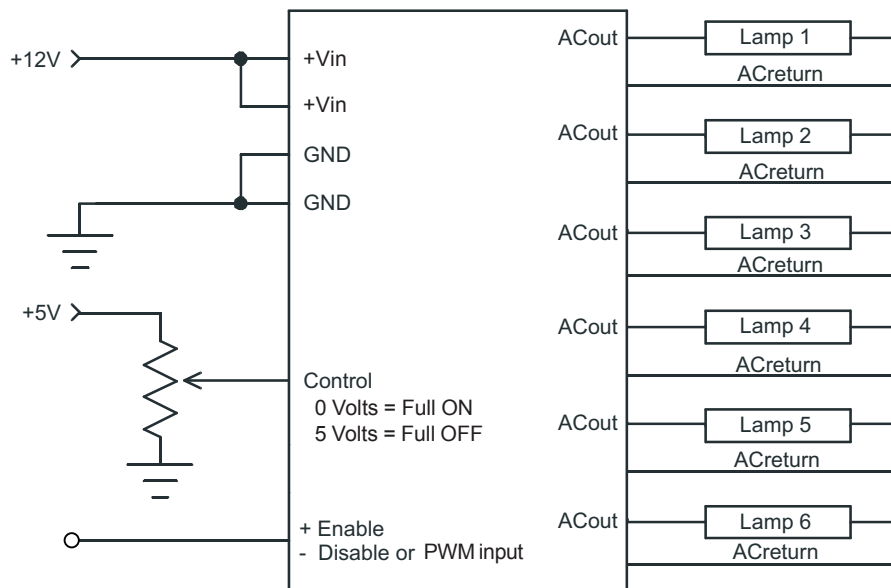 +12V
+Vin
+Vin
GND
GND
+5V
Control
0 Volts = Full ON
5 Volts = Full OFF
+ Enable
- Disable or PWM input
ACout
Lamp 1
ACreturn
ACout
Lamp 2
ACreturn
ACout
Lamp 3
ACreturn
ACout
Lamp 4
ACreturn
ACout
Lamp 5
ACreturn
ACout
Lamp 6
ACreturn